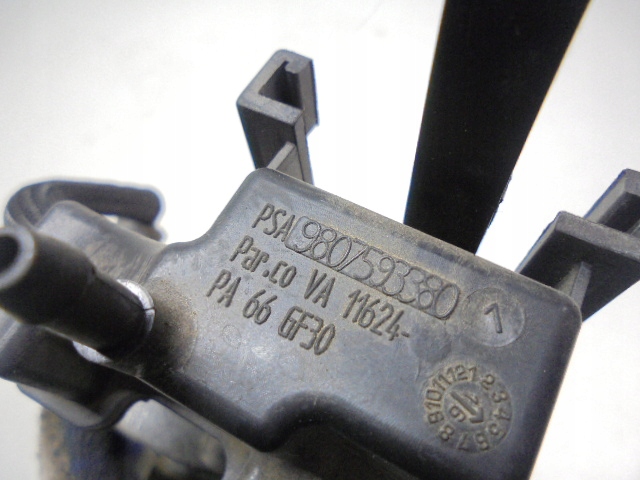 PSA 9807593380
Par.co VA 11624-
PA 66 GF30
1